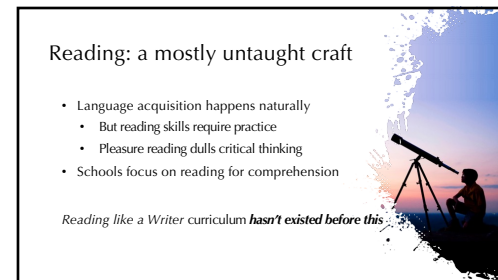 Reading: a mostly untaught craft
• Language acquisition happens naturally
• But reading skills require practice
• Pleasure reading dulls critical thinking
• Schools focus on reading for comprehension
Reading like a Writer curriculum hasn't existed before this